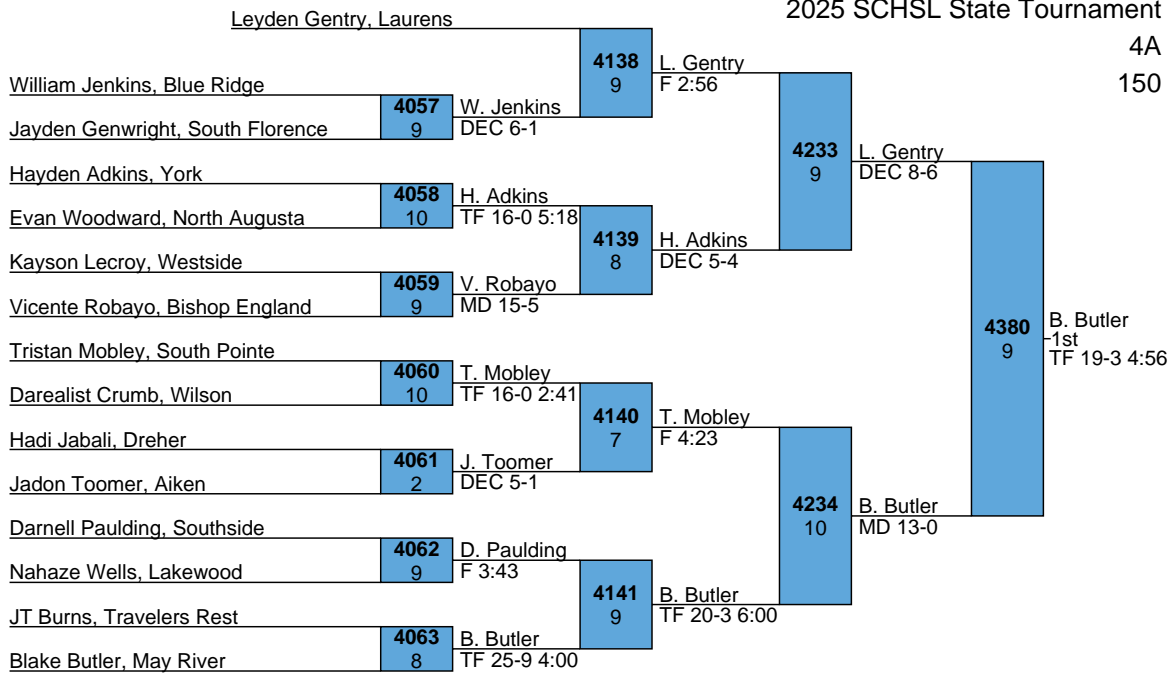 2025 SCHSL State Tournament
4A
150
Leyden Gentry, Laurens
4138
9
L. Gentry
F 2:56
William Jenkins, Blue Ridge
4057
9
W. Jenkins
DEC 6-1
Jayden Genwright, South Florence
4233
9
L. Gentry
DEC 8-6
Hayden Adkins, York
4058
10
H. Adkins
TF 16-0 5:18
Evan Woodward, North Augusta
4139
8
H. Adkins
DEC 5-4
Kayson Lecroy, Westside
4059
9
V. Robayo
MD 15-5
Vicente Robayo, Bishop England
4380
9
B. Butler
1st
TF 19-3 4:56
Tristan Mobley, South Pointe
4060
10
T. Mobley
TF 16-0 2:41
Darealist Crumb, Wilson
4140
7
T. Mobley
F 4:23
Hadi Jabali, Dreher
4061
2
J. Toomer
DEC 5-1
Jadon Toomer, Aiken
4234
10
B. Butler
MD 13-0
Darnell Paulding, Southside
4062
9
D. Paulding
F 3:43
Nahaze Wells, Lakewood
4141
9
B. Butler
TF 20-3 6:00
JT Burns, Travelers Rest
4063
8
B. Butler
TF 25-9 4:00
Blake Butler, May River